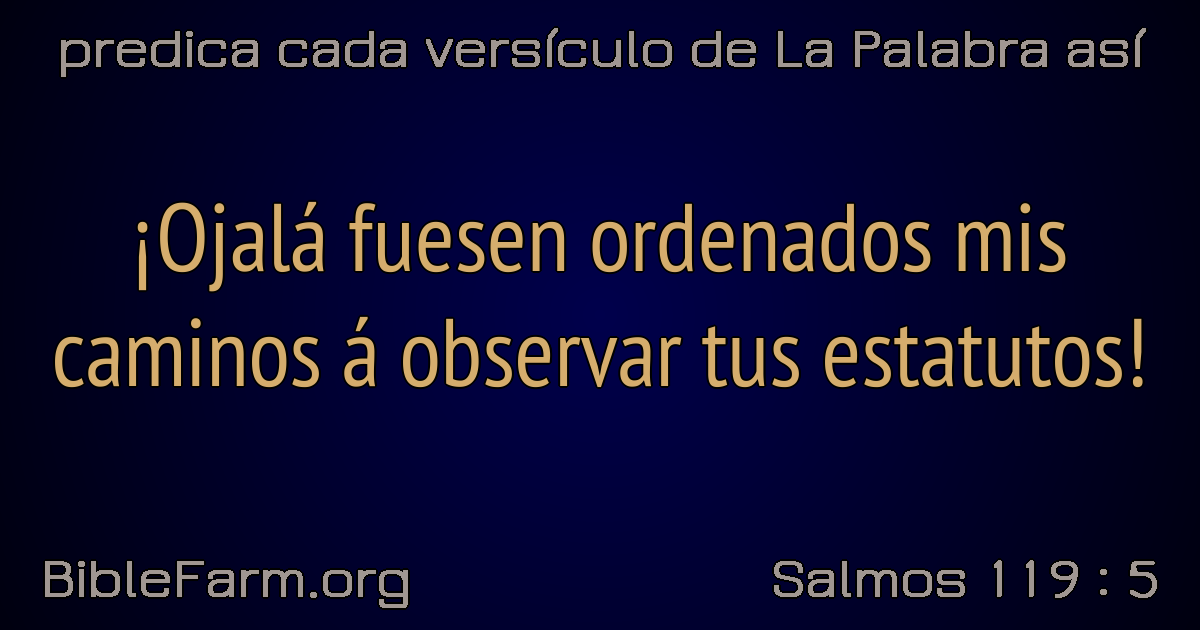 predica cada versículo de La Palabra así
¡Ojalá fuesen ordenados mis
caminos á observar tus estatutos!
BibleFarm.org
Salmos 119 : 5